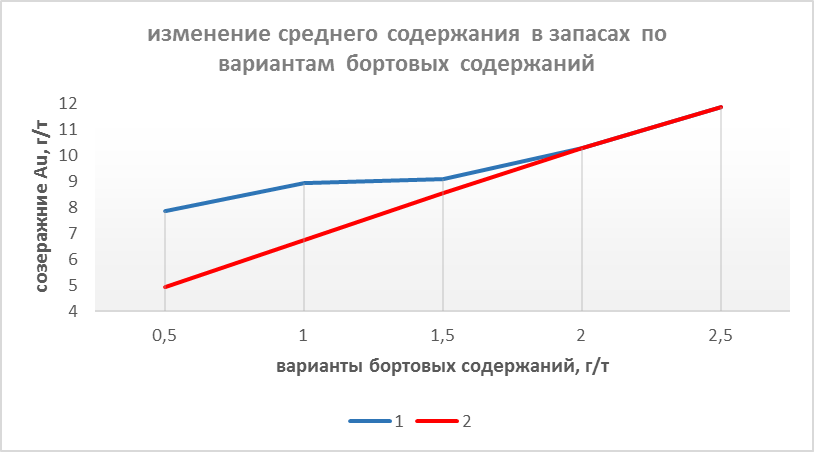 изменение среднего содержания в запасах по
вариантам бортовых содержаний
созеражние Au, г/т
12
11
10
9
8
7
6
5
4
0,5 1 1,5 2 2,5
варианты бортовых содержаний, г/т
1 2